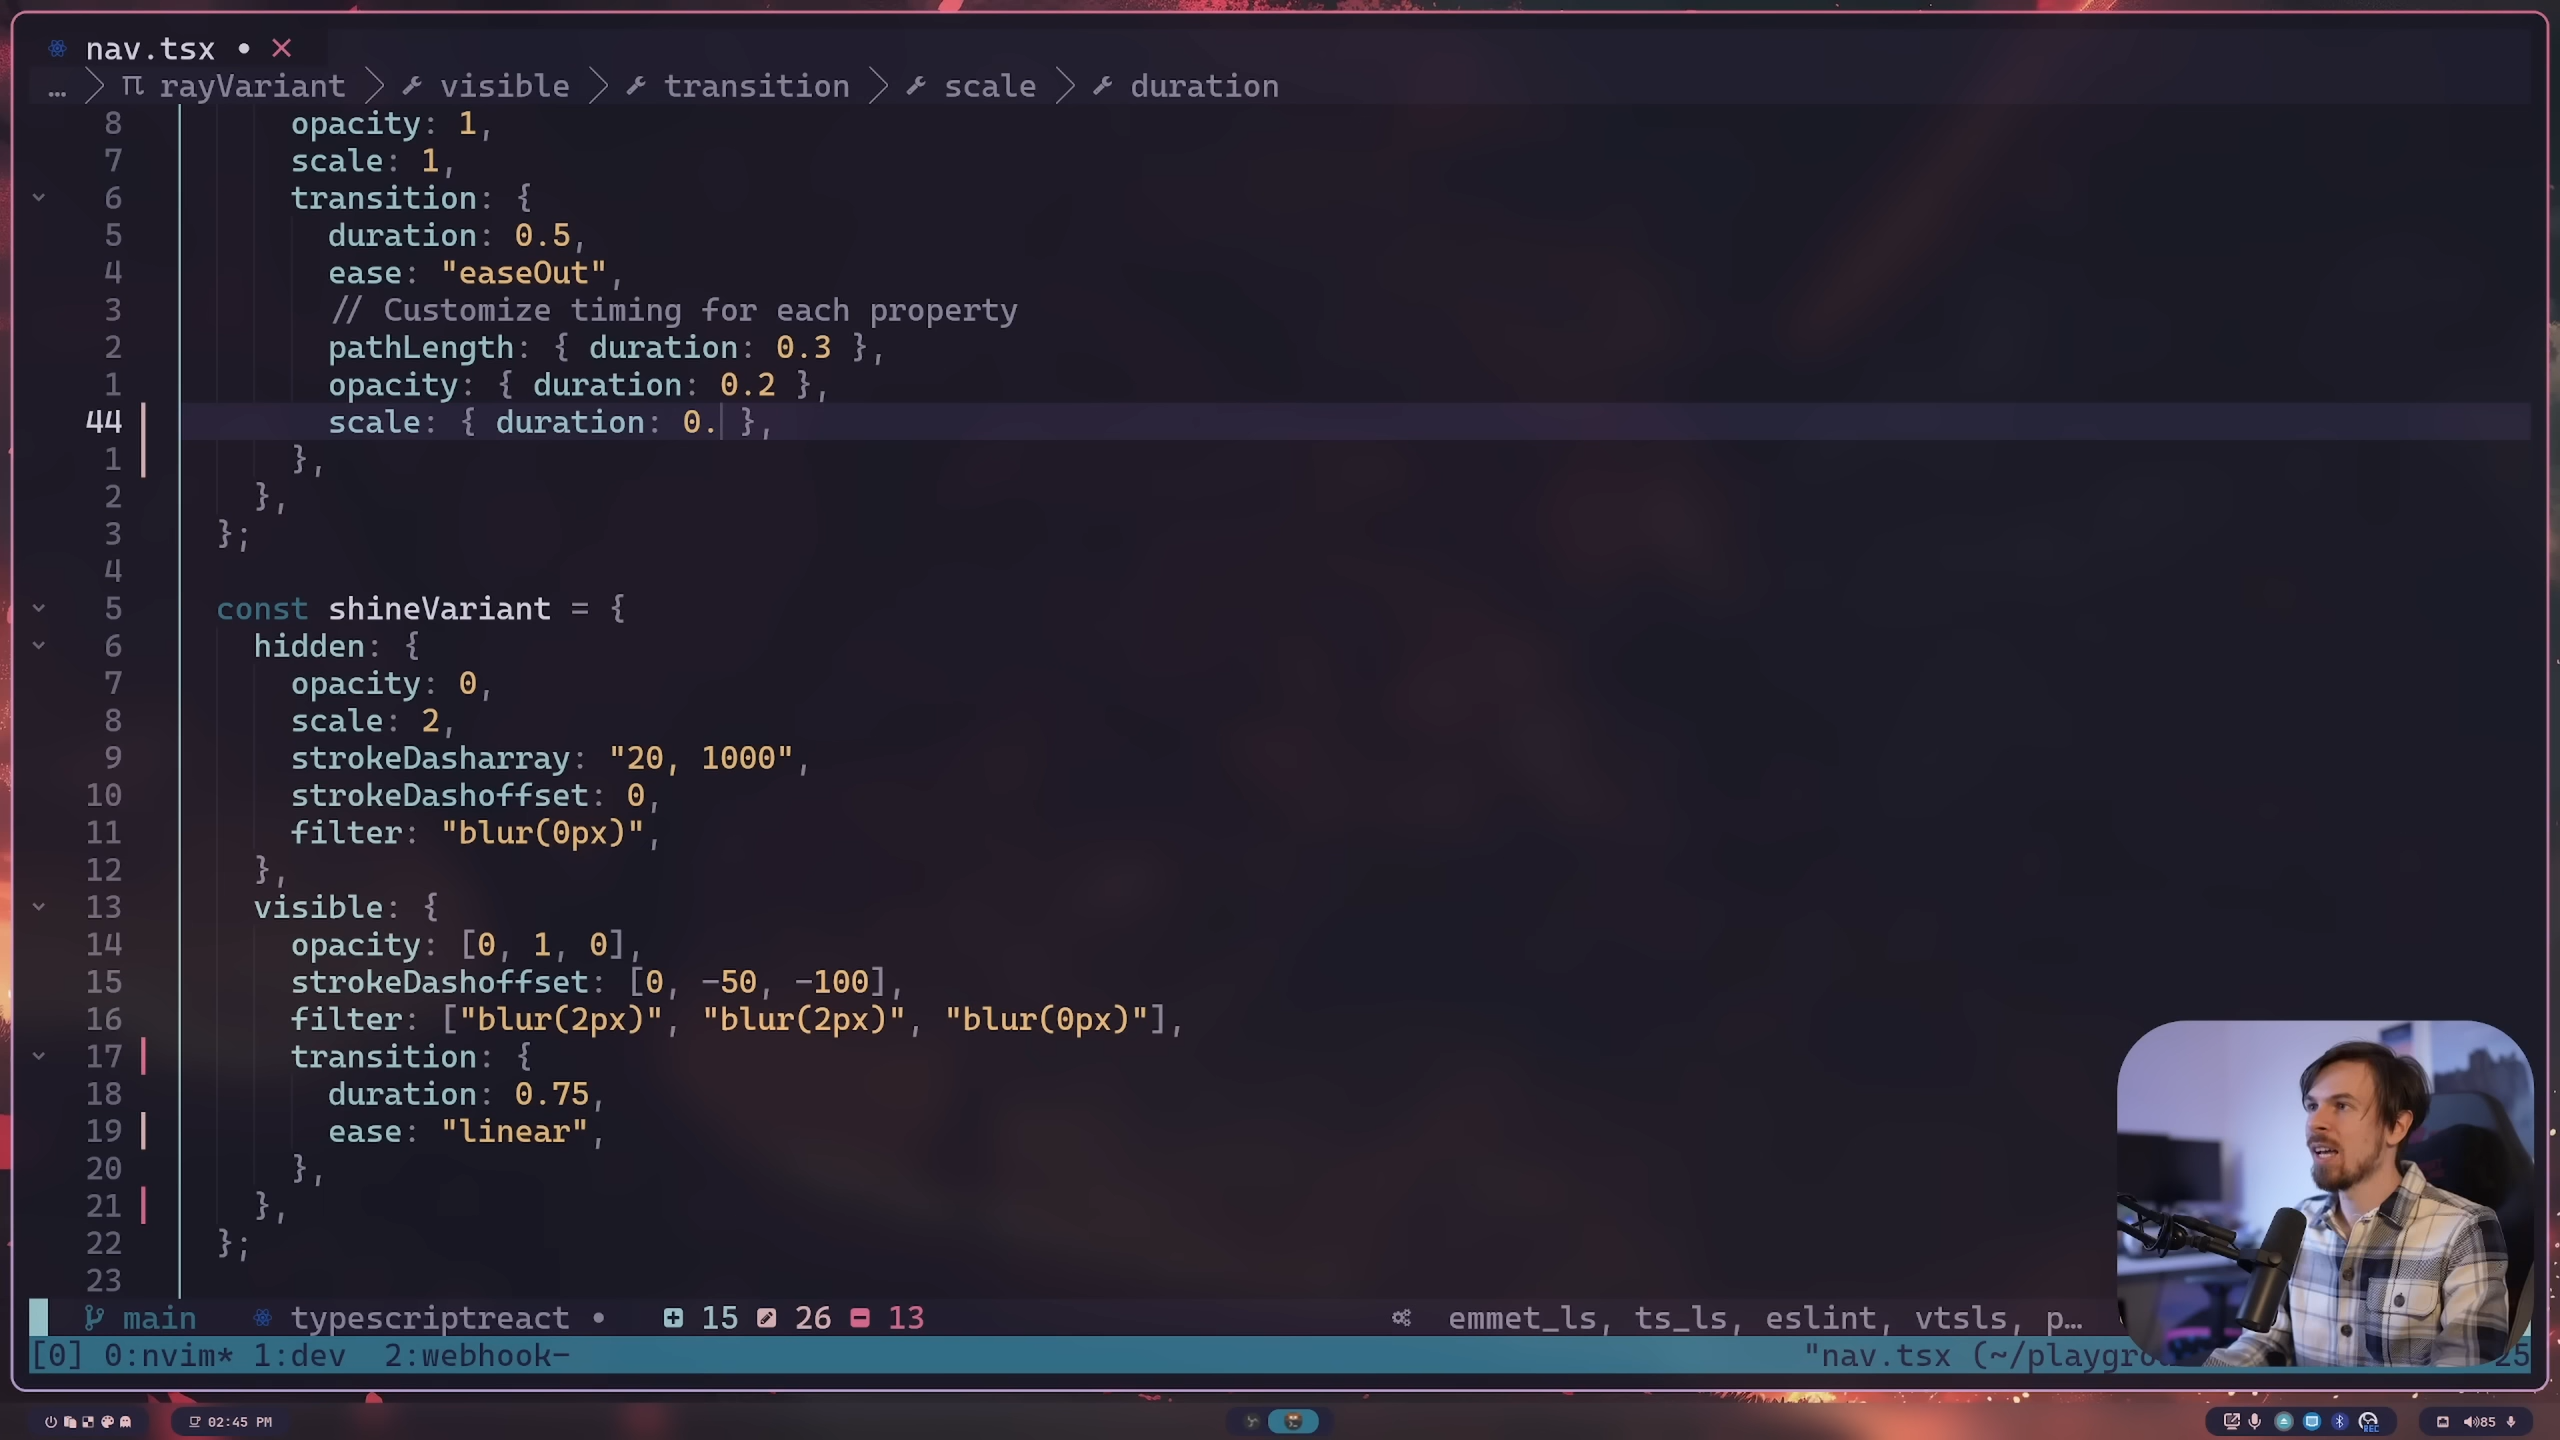 nav.tsx • ✕
… > π rayVariant > visible > transition > scale > duration
8 opacity: 1,
7 scale: 1,
6 transition: {
5 duration: 0.5,
4 ease: "easeOut",
3 // Customize timing for each property
2 pathLength: { duration: 0.3 },
1 opacity: { duration: 0.2 },
44 scale: { duration: 0. },
1 },
2 },
3 };
4
5 const shineVariant = {
6 hidden: {
7 opacity: 0,
8 scale: 2,
9 strokeDasharray: "20, 1000",
10 strokeDashoffset: 0,
11 filter: "blur(0px)",
12 },
13 visible: {
14 opacity: [0, 1, 0],
15 strokeDashoffset: [0, -50, -100],
16 filter: ["blur(2px)", "blur(2px)", "blur(0px)"],
17 transition: {
18 duration: 0.75,
19 ease: "linear",
20 },
21 },
22 };
23
main typescriptreact • 15 26 13 emmet_ls, ts_ls, eslint, vtsls, p…
[0] 0:nvim* 1:dev 2:webhook- "nav.tsx (~/playgro 25
02:45 PM REC 85